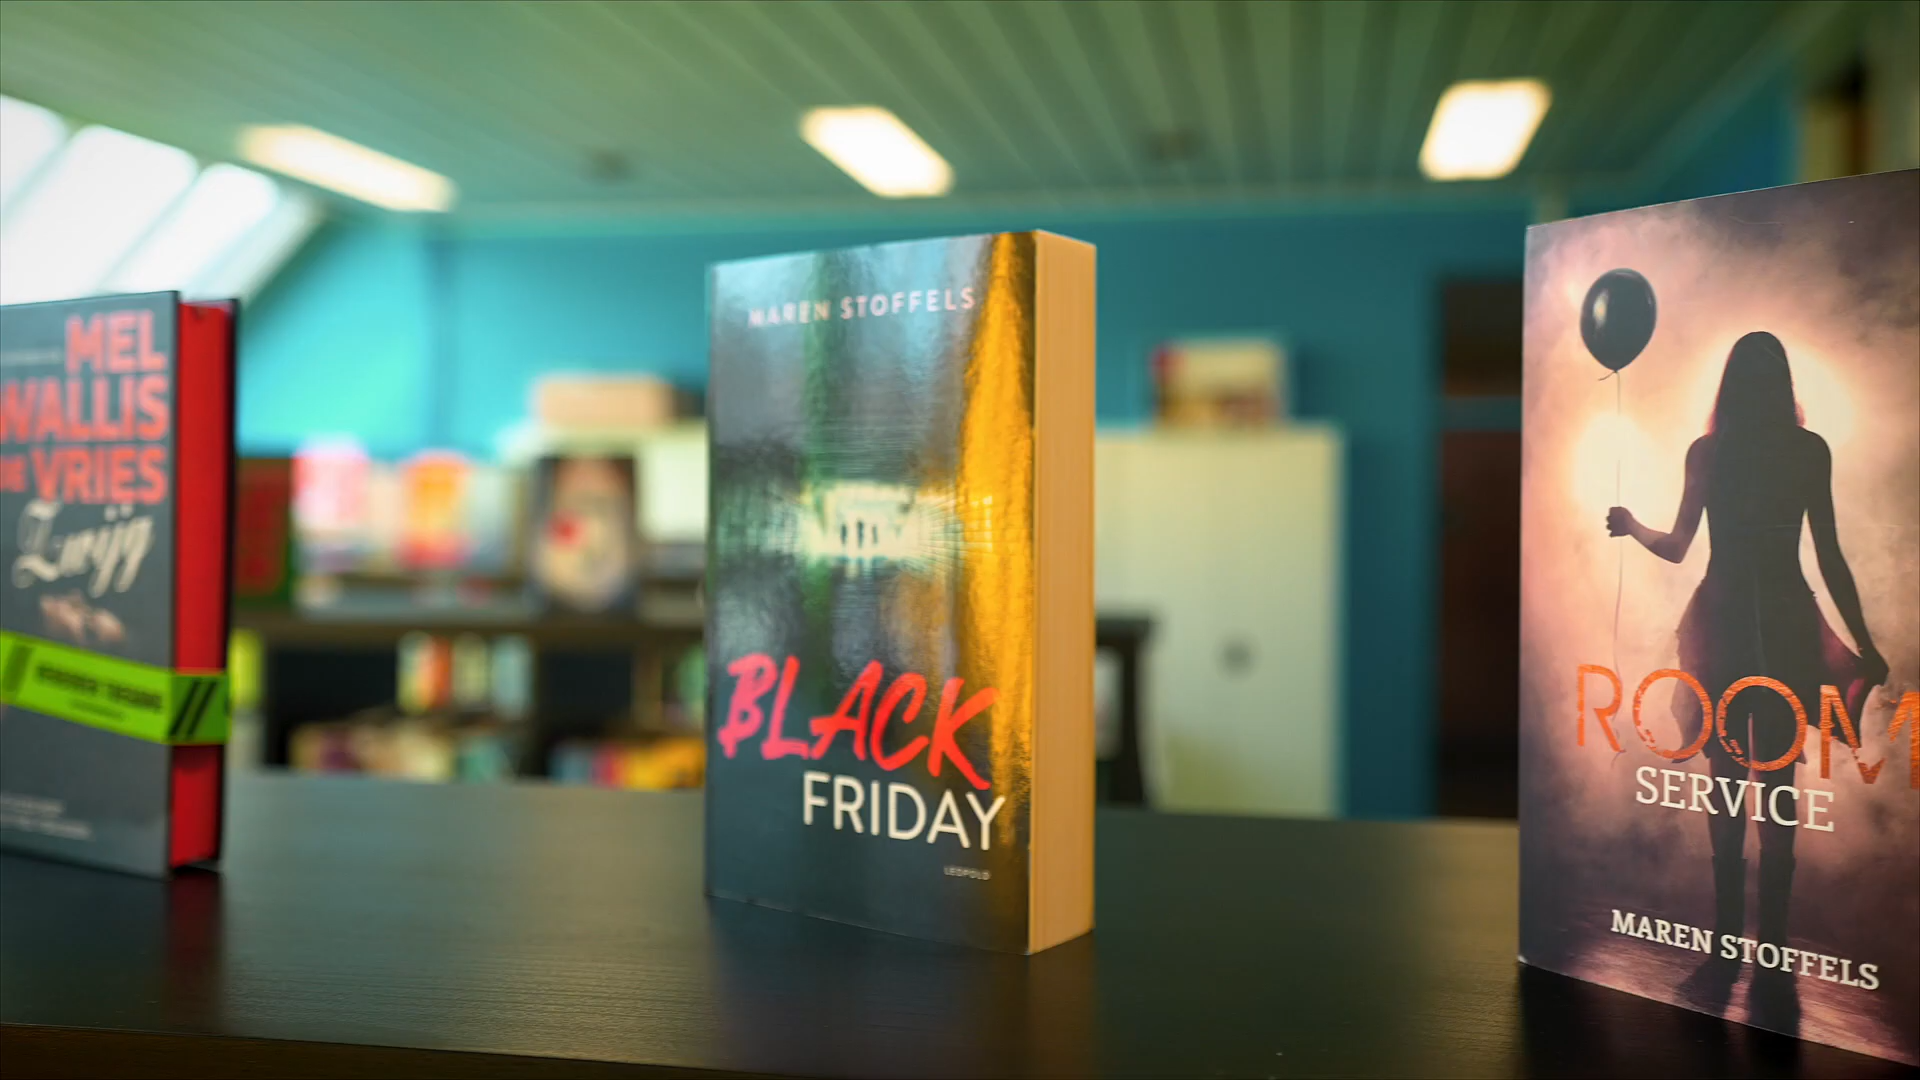 MEL
WALLIS
DE VRIES
Zwijg
MAREN STOFFELS
BLACK
FRIDAY
LEOPOLD
ROOM
SERVICE
MAREN STOFFELS